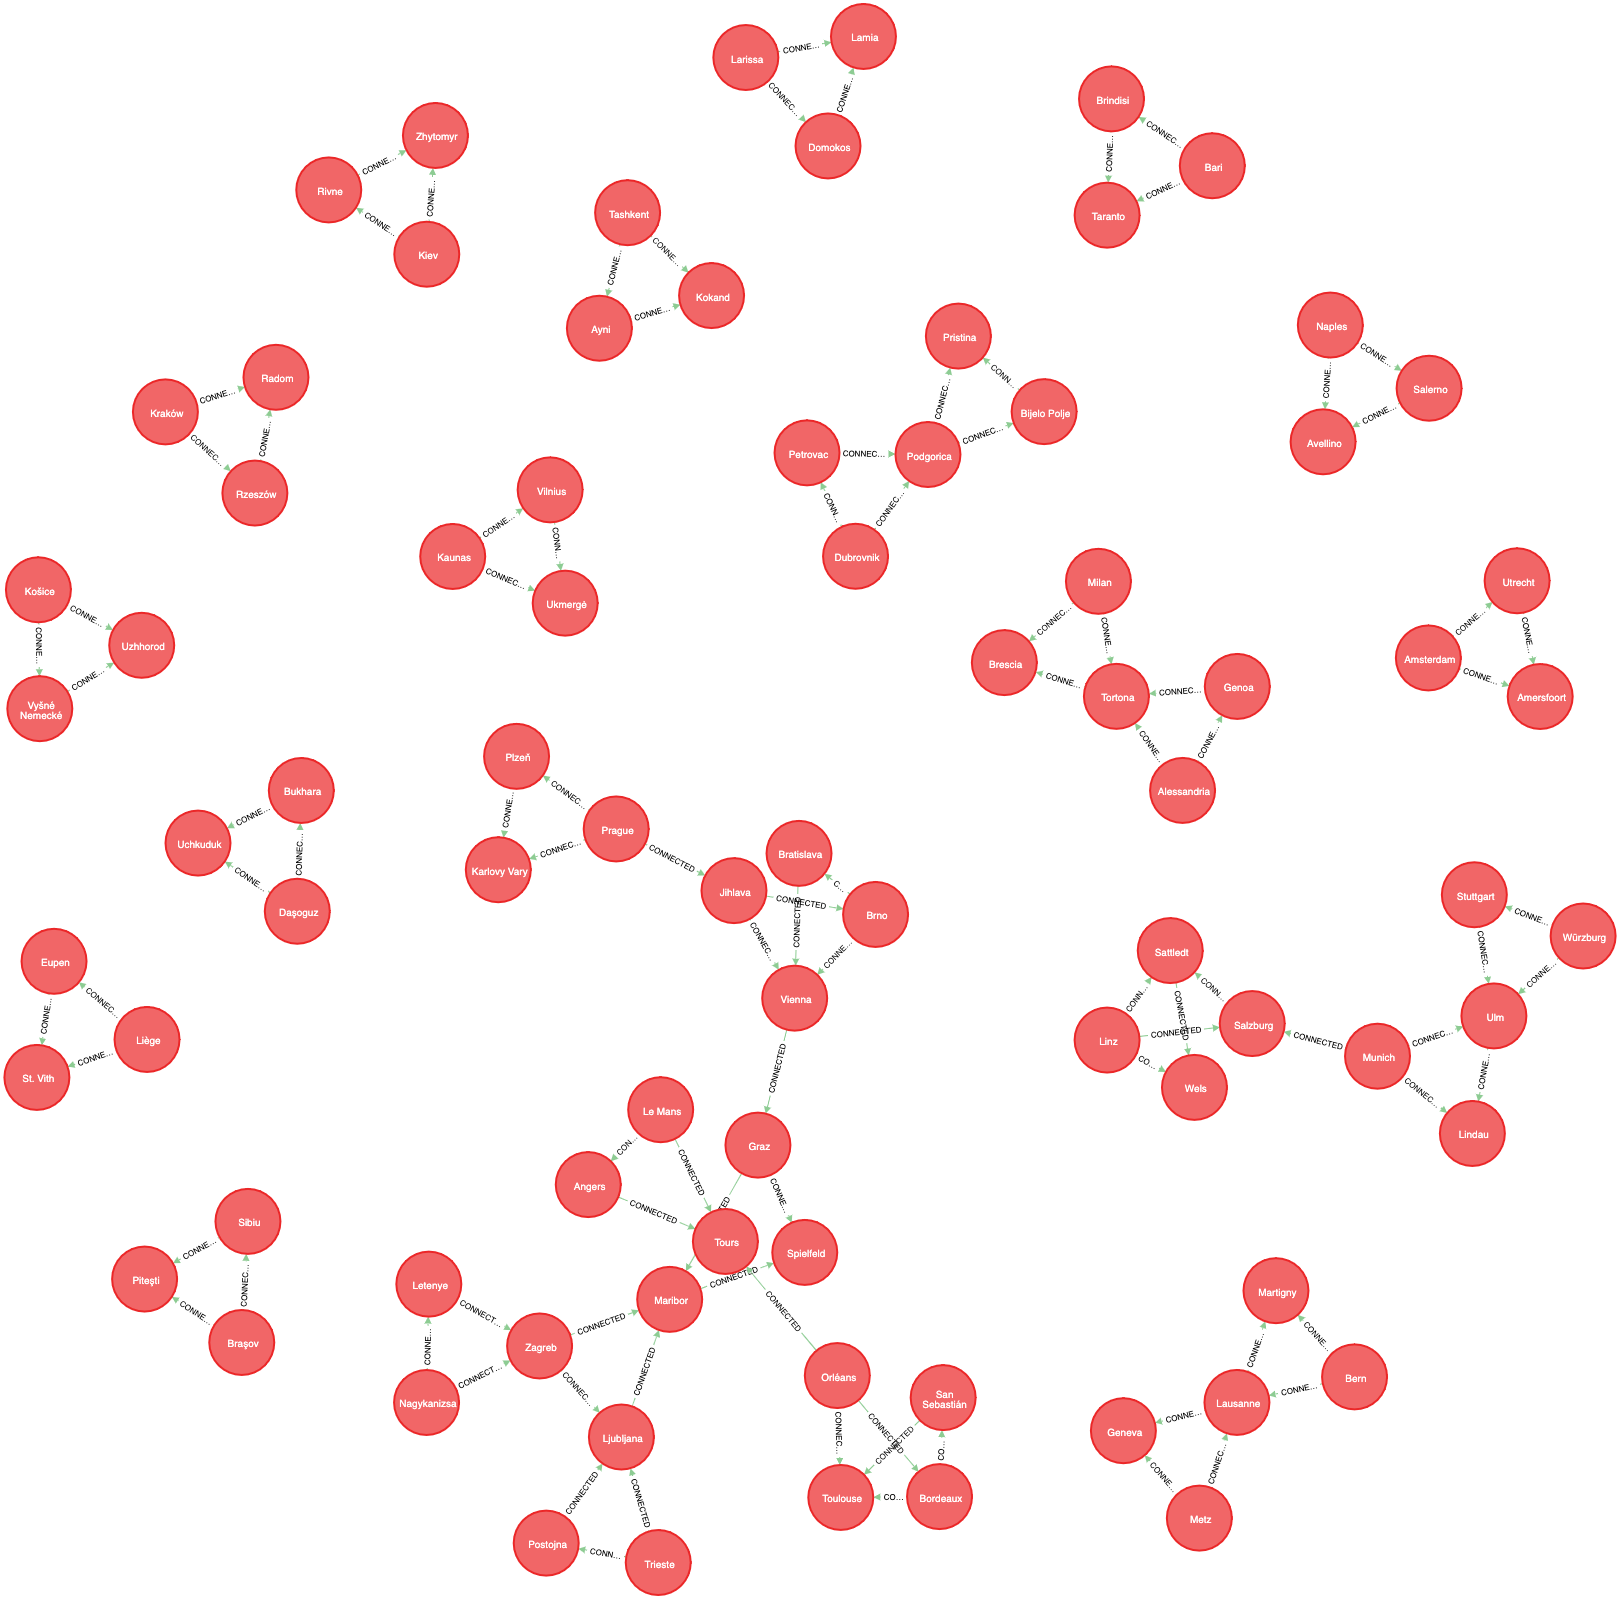 Lamia
Larissa
CONNE...
CONNEC...
CONNE...
Domokos
Brindisi
CONNEC...
Bari
CONNE...
CONNE...
Taranto
Zhytomyr
CONNE...
Rivne
CONNE...
CONNE...
Kiev
Tashkent
CONNE...
CONNE...
Kokand
CONNE...
Ayni
Pristina
CONN...
CONNEC...
Bijelo Polje
CONNEC...
Petrovac
CONNEC...
Podgorica
CONN...
CONNEC...
Dubrovnik
Naples
CONNE...
CONNE...
Salerno
CONNE...
Avellino
Radom
CONNE...
Kraków
CONNEC...
CONNE...
Rzeszów
Vilnius
CONNE...
CONN...
Kaunas
CONNEC...
Ukmergė
Košice
CONNE...
CONNE...
Uzhhorod
CONNE...
Vyšné
Nemecké
Milan
CONNEC...
CONNE...
Brescia
CONNE...
Tortona
CONNEC...
Genoa
CONNE...
CONNE...
Alessandria
Utrecht
CONNE...
CONNE...
Amsterdam
CONNE...
Amersfoort
Bukhara
CONNE...
Uchkuduk
CONNE...
CONNEC...
Daşoguz
Plzeň
CONNEC...
CONNE...
Prague
CONNEC...
Karlovy Vary
CONNECTED
Bratislava
Jihlava
C...
CONNECTED
CONNECTED
Brno
CONNEC...
CONNE...
Vienna
CONNECTED
Stuttgart
CONNE...
Würzburg
CONNEC...
CONNE...
Ulm
Sattledt
CONN...
CONN...
CONNECTED
Linz
CONNECTED
Salzburg
CONNECTED
CO...
Wels
Munich
CONNEC...
CONNEC...
CONNE...
Lindau
Eupen
CONNEC...
CONNE...
Liège
CONNE...
St. Vith
Le Mans
CON...
CONNECTED
Angers
CONNECTED
Graz
TED
CONNE...
Tours
Spielfeld
Maribor
CONNECTED
CONNECTED
Sibiu
CONNE...
Pitești
CONNE...
CONNEC...
Brașov
Letenye
CONNECT...
CONNE...
Zagreb
CONNECTED
CONNECT...
Nagykanizsa
CONNEC...
CONNECTED
Ljubljana
CONNECTED
CONNECTED
Postojna
CONN...
Trieste
Orléans
San
Sebastián
CONNEC...
CONNECTED
CONNECTED
CO...
Toulouse
CO...
Bordeaux
Martigny
CONNE...
CONNE...
Bern
CONNE...
Lausanne
CONNE...
Geneva
CONNE...
CONNEC...
Metz